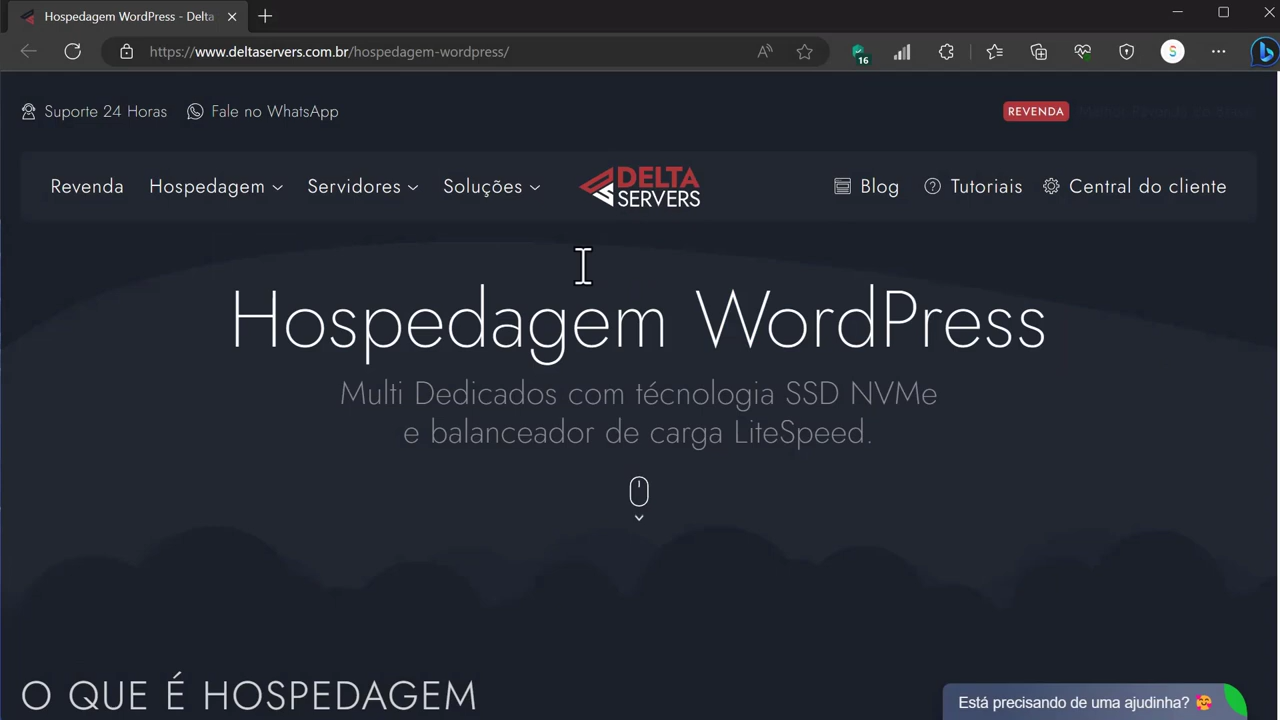 Hospedagem WordPress - Delta
https://www.deltaservers.com.br/hospedagem-wordpress/
16
S
Suporte 24 Horas
Fale no WhatsApp
REVENDA
Revenda
Hospedagem
Servidores
Soluções
DELTA
SERVERS
Blog
Tutoriais
Central do cliente
Hospedagem WordPress
Multi Dedicados com técnologia SSD NVMe
e balanceador de carga LiteSpeed.
O QUE É HOSPEDAGEM
Está precisando de uma ajudinha? 🥰